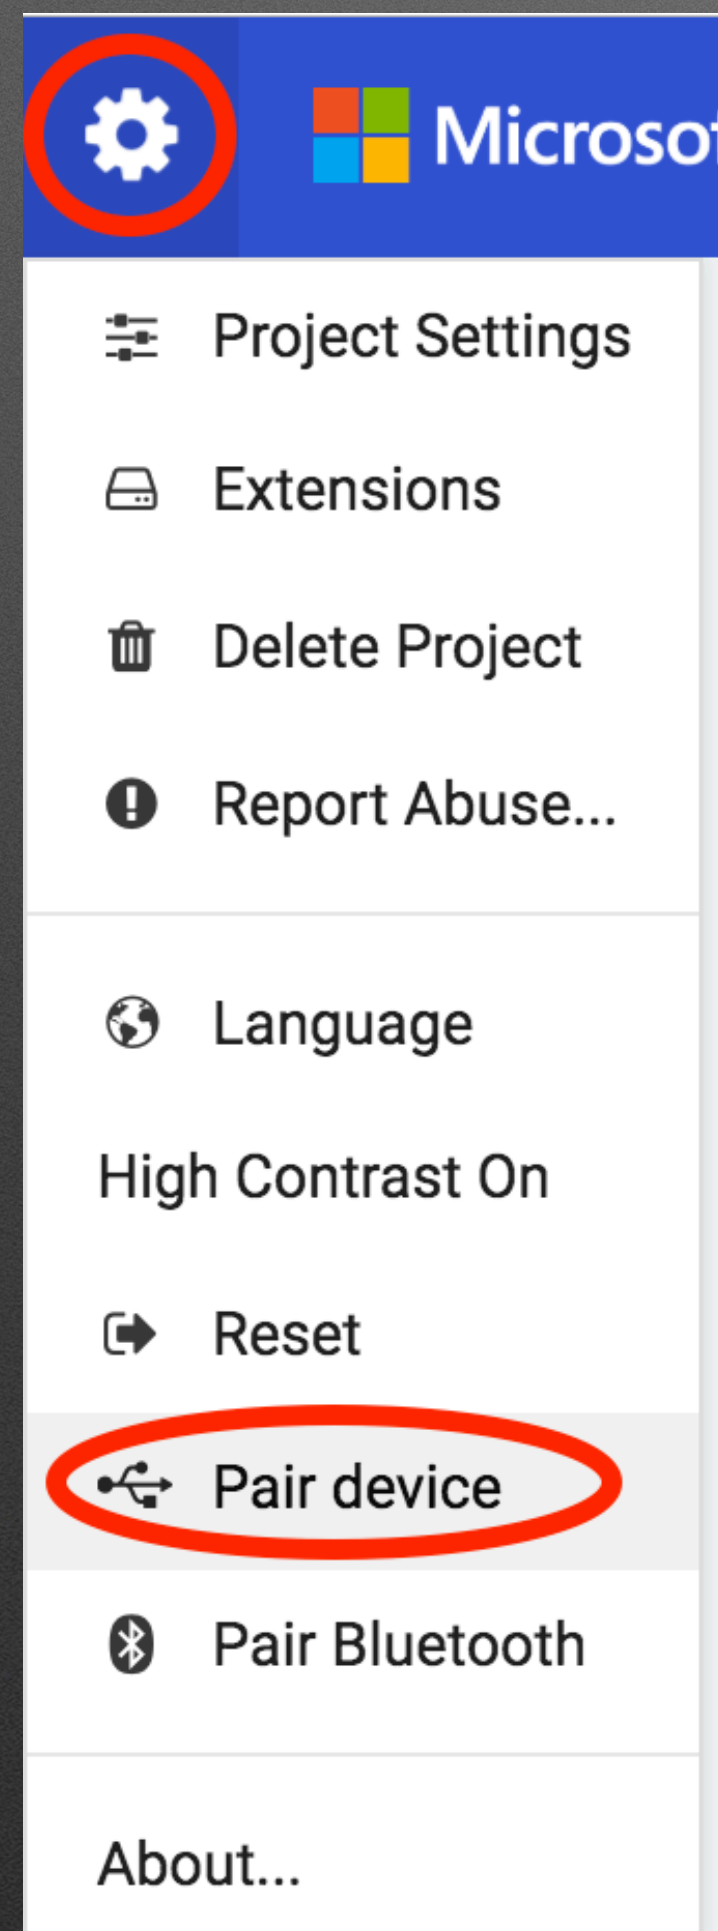 Microsof
Project Settings
Extensions
Delete Project
Report Abuse...
Language
High Contrast On
Reset
Pair device
Pair Bluetooth
About...